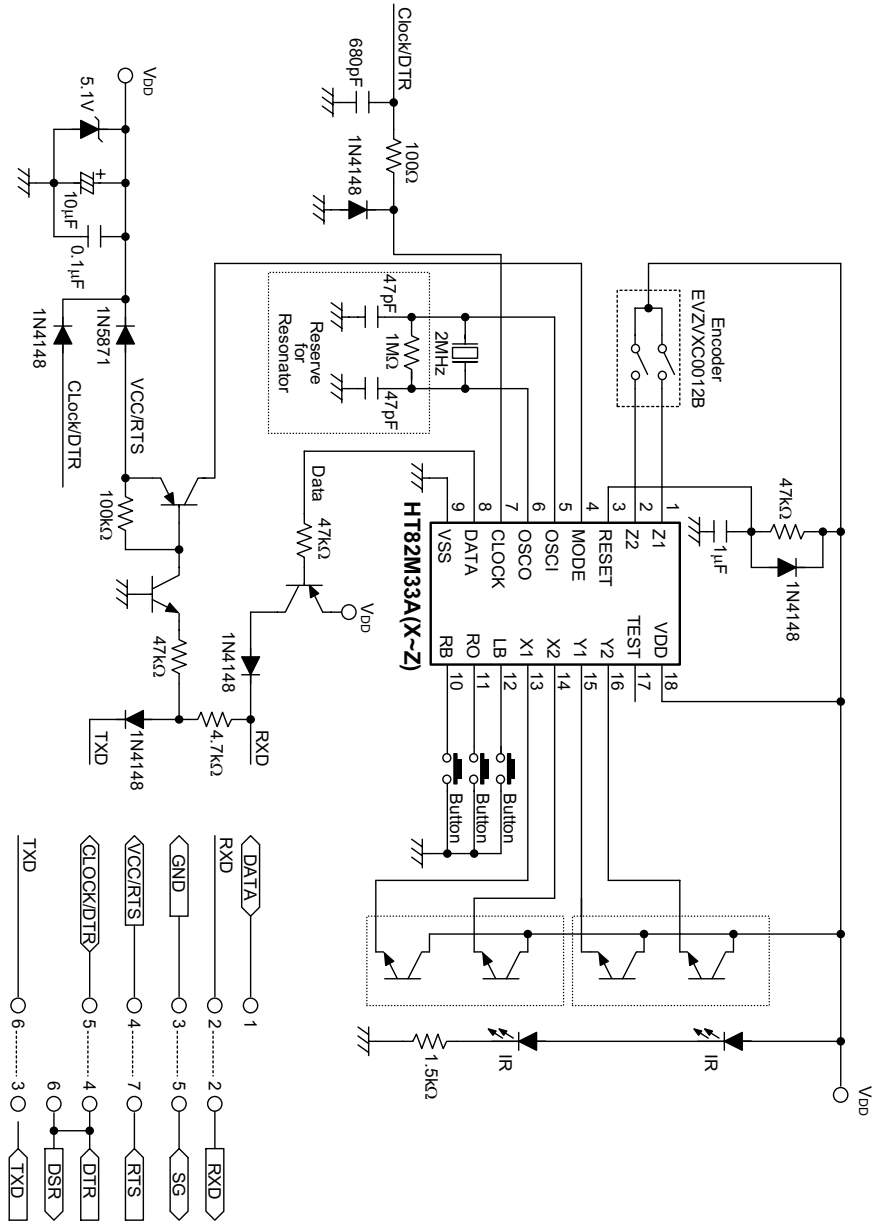 VDD
Encoder
EVZVXC0012B
47kΩ
1N4148
1μF
1
2
3
4
5
6
7
8
9
Z1
Z2
RESET
MODE
OSCI
OSCO
CLOCK
DATA
VSS
VDD
TEST
Y2
Y1
X2
X1
LB
RO
RB
18
17
16
15
14
13
12
11
10
HT82M33A(X~Z)
Button
Button
Button
IR
IR
1.5kΩ
Clock/DTR
680pF
100Ω
1N4148
2MHz
1MΩ
47pF
47pF
Reserve
for
Resonator
Data
47kΩ
VDD
1N4148
RXD
4.7kΩ
1N4148
TXD
47kΩ
100kΩ
VCC/RTS
1N5871
1N4148
CLock/DTR
VDD
5.1V
+
10μF
0.1μF
DATA
1
RXD
2
2
RXD
GND
3
5
SG
VCC/RTS
4
7
RTS
CLOCK/DTR
5
4
DTR
6
DSR
TXD
6
3
TXD